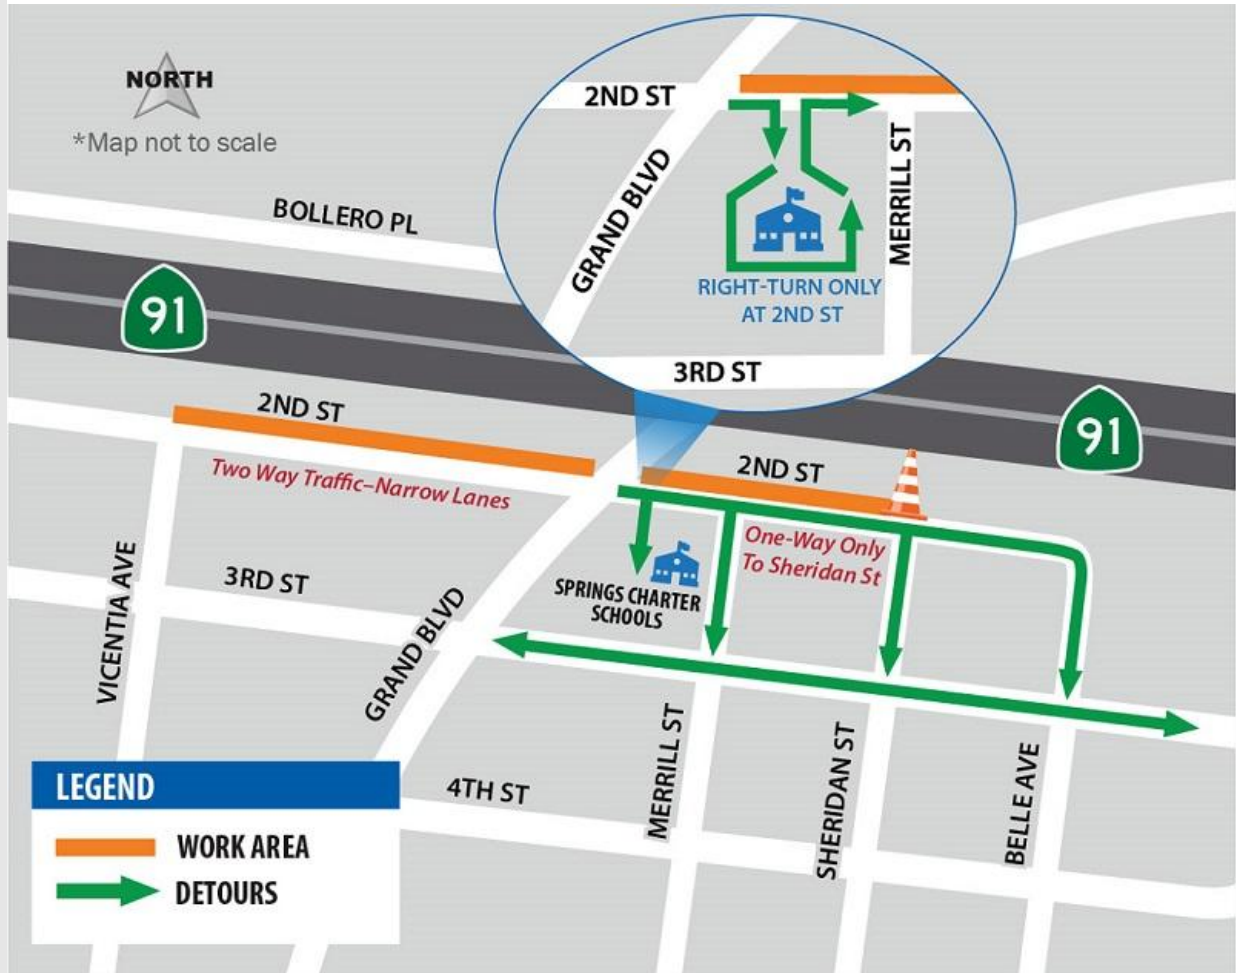 NORTH
*Map not to scale
2ND ST
GRAND BLVD
MERRILL ST
RIGHT-TURN ONLY
AT 2ND ST
3RD ST
BOLLERO PL
91
91
2ND ST
Two Way Traffic–Narrow Lanes
2ND ST
One-Way Only
To Sheridan St
SPRINGS CHARTER
SCHOOLS
VICENTIA AVE
3RD ST
GRAND BLVD
MERRILL ST
SHERIDAN ST
BELLE AVE
4TH ST
LEGEND
WORK AREA
DETOURS